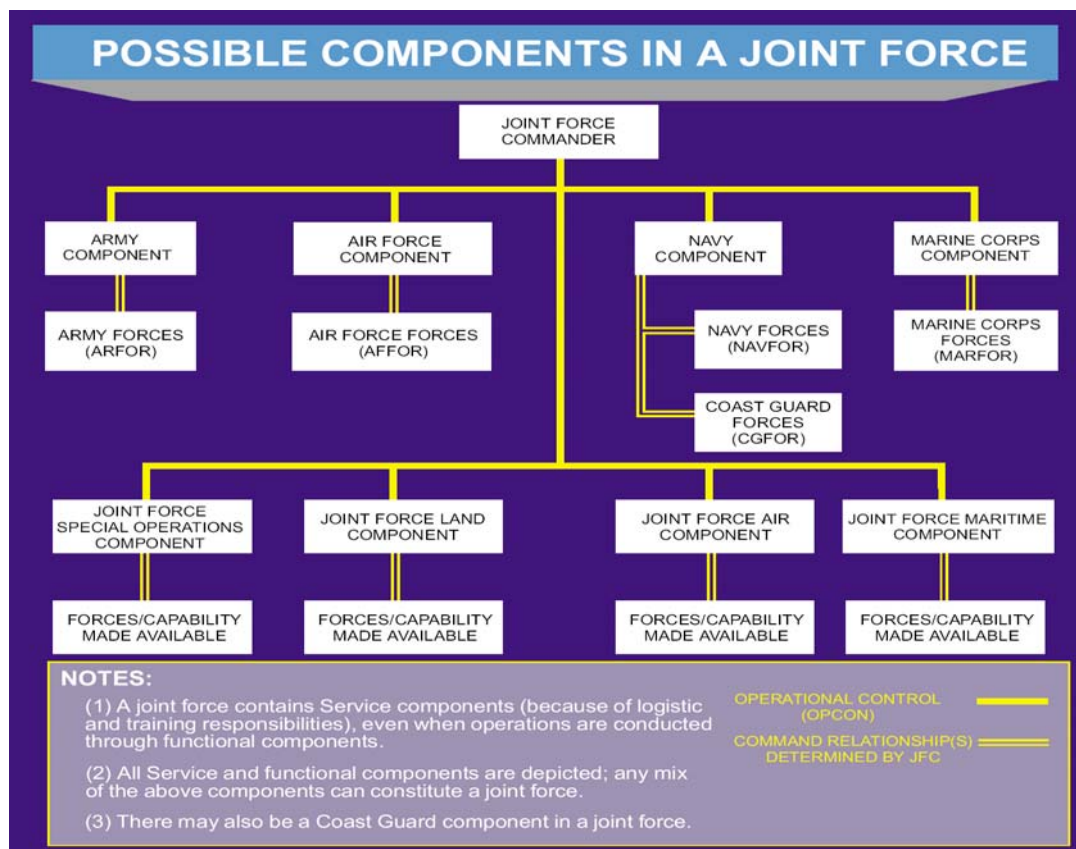 POSSIBLE COMPONENTS IN A JOINT FORCE
JOINT FORCE
COMMANDER
ARMY
COMPONENT
AIR FORCE
COMPONENT
NAVY
COMPONENT
MARINE CORPS
COMPONENT
ARMY FORCES
(ARFOR)
AIR FORCE FORCES
(AFFOR)
NAVY FORCES
(NAVFOR)
MARINE CORPS
FORCES
(MARFOR)
COAST GUARD
FORCES
(CGFOR)
JOINT FORCE
SPECIAL OPERATIONS
COMPONENT
JOINT FORCE LAND
COMPONENT
JOINT FORCE AIR
COMPONENT
JOINT FORCE MARITIME
COMPONENT
FORCES/CAPABILITY
MADE AVAILABLE
FORCES/CAPABILITY
MADE AVAILABLE
FORCES/CAPABILITY
MADE AVAILABLE
FORCES/CAPABILITY
MADE AVAILABLE
NOTES:
(1) A joint force contains Service components (because of logistic
and training responsibilities), even when operations are conducted
through functional components.
(2) All Service and functional components are depicted; any mix
of the above components can constitute a joint force.
(3) There may also be a Coast Guard component in a joint force.
OPERATIONAL CONTROL
(OPCON)
COMMAND RELATIONSHIP(S)
DETERMINED BY JFC